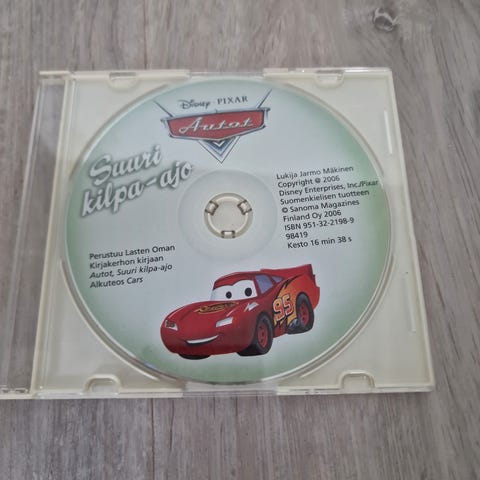 Disney · PIXAR
Autot
Suuri
kilpa-ajo
Lukija Jarmo Mäkinen
Copyright © 2006
Disney Enterprises, Inc./Pixar
Suomenkielisen tuotteen
© Sanoma Magazines
Finland Oy 2006
ISBN 951-32-2198-9
98419
Kesto 16 min 38 s
Perustuu Lasten Oman
Kirjakerhon kirjaan
Autot, Suuri kilpa-ajo
Alkuteos Cars
95